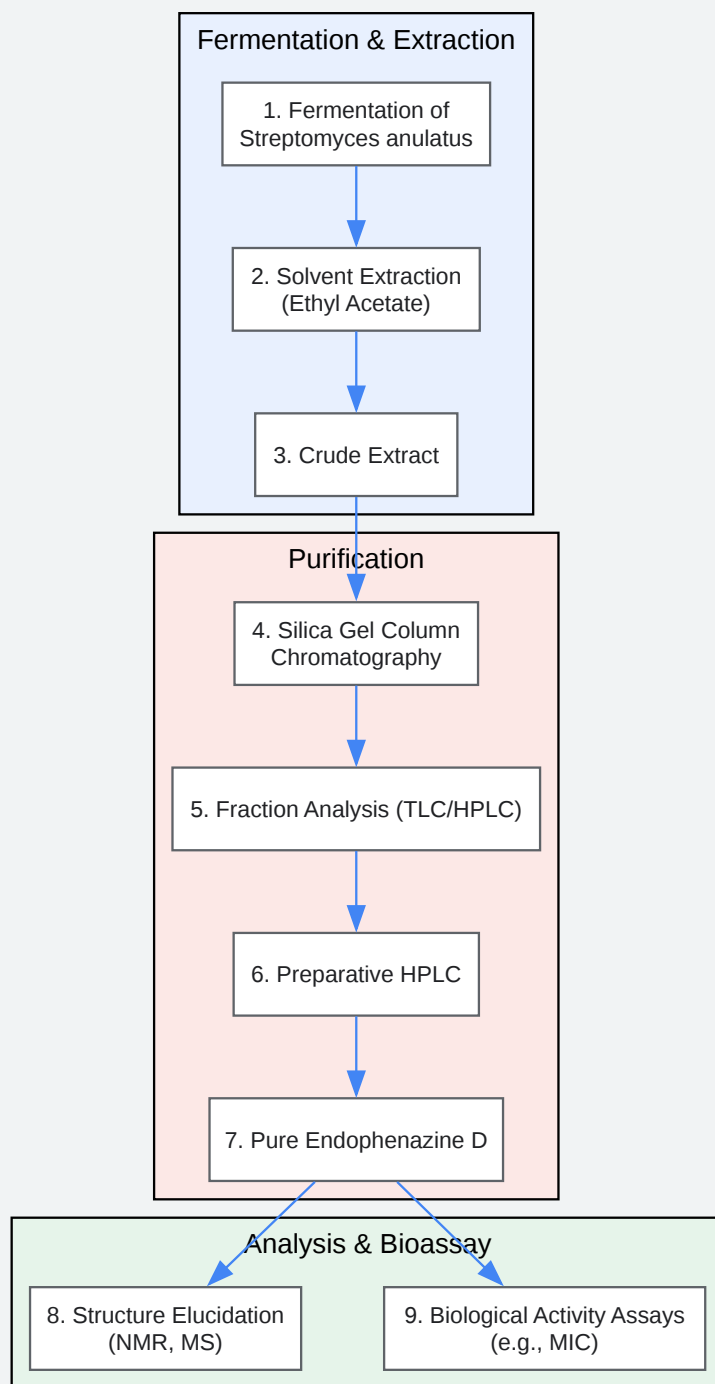 Fermentation & Extraction
1. Fermentation of
Streptomyces anulatus
2. Solvent Extraction
(Ethyl Acetate)
3. Crude Extract
Purification
4. Silica Gel Column
Chromatography
5. Fraction Analysis (TLC/HPLC)
6. Preparative HPLC
7. Pure Endophenazine D
Analysis & Bioassay
8. Structure Elucidation
(NMR, MS)
9. Biological Activity Assays
(e.g., MIC)